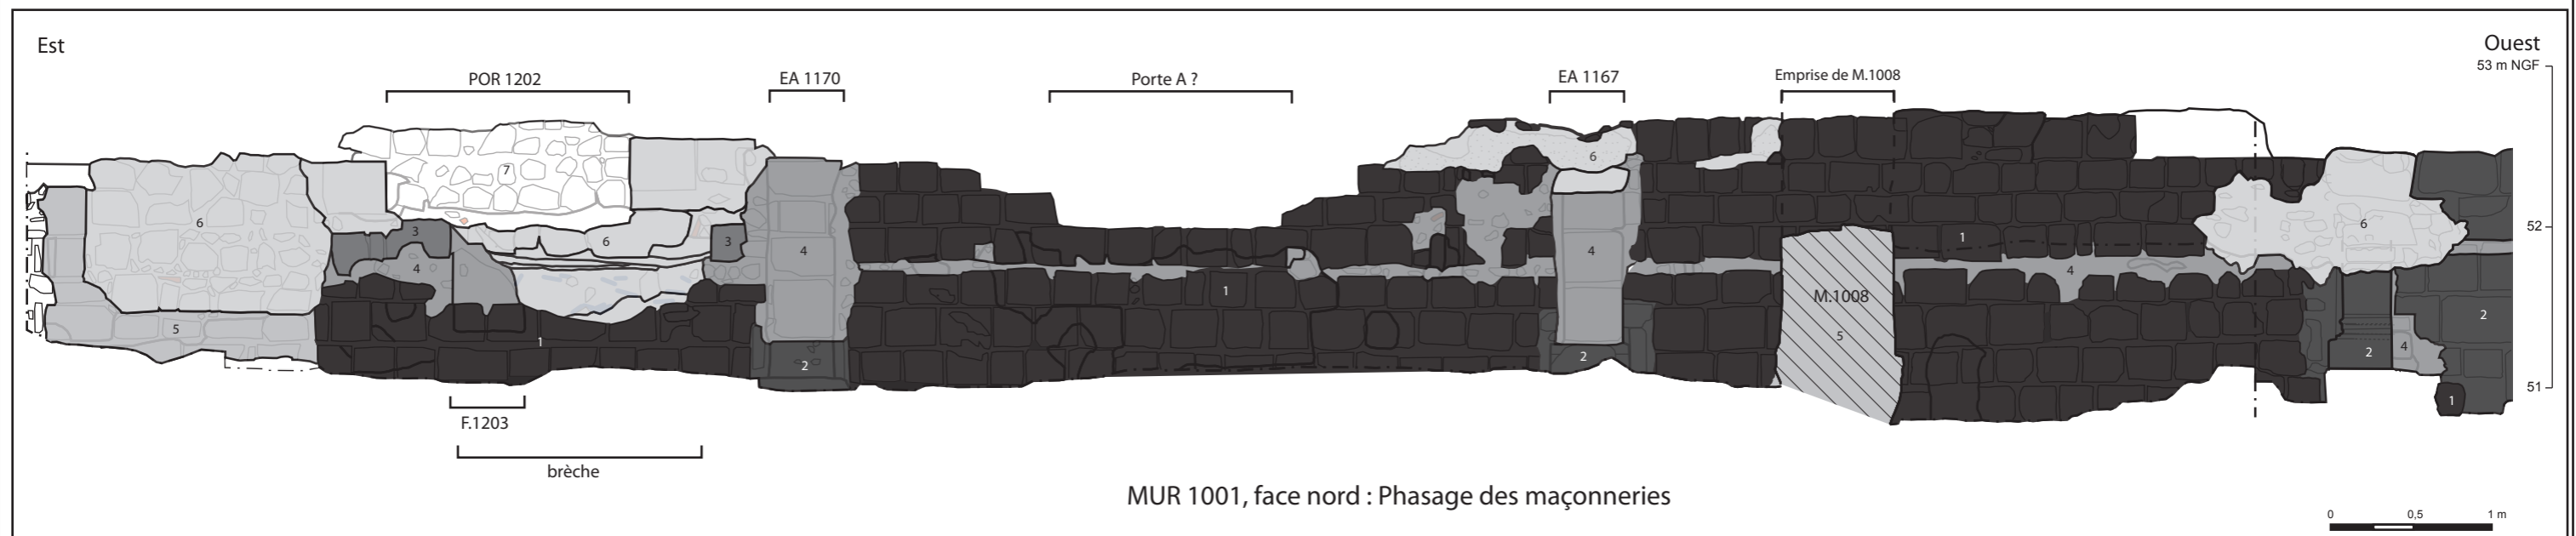 Est
Ouest
53 m NGF
POR 1202
EA 1170
Porte A ?
EA 1167
Emprise de M.1008
7
6
3
6
3
4
4
5
1
2
1
6
4
2
M.1008
5
1
4
6
2
2
4
1
52
51
F.1203
brèche
MUR 1001, face nord : Phasage des maçonneries
0 0,5 1 m